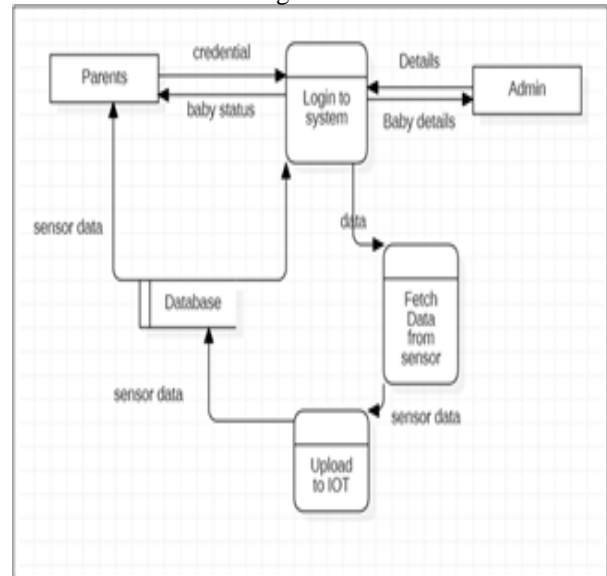 credential
Parents
baby status
Login to
system
Details
Admin
Baby details
sensor data
data
Database
Fetch
Data
from
sensor
sensor data
sensor data
Upload
to IOT